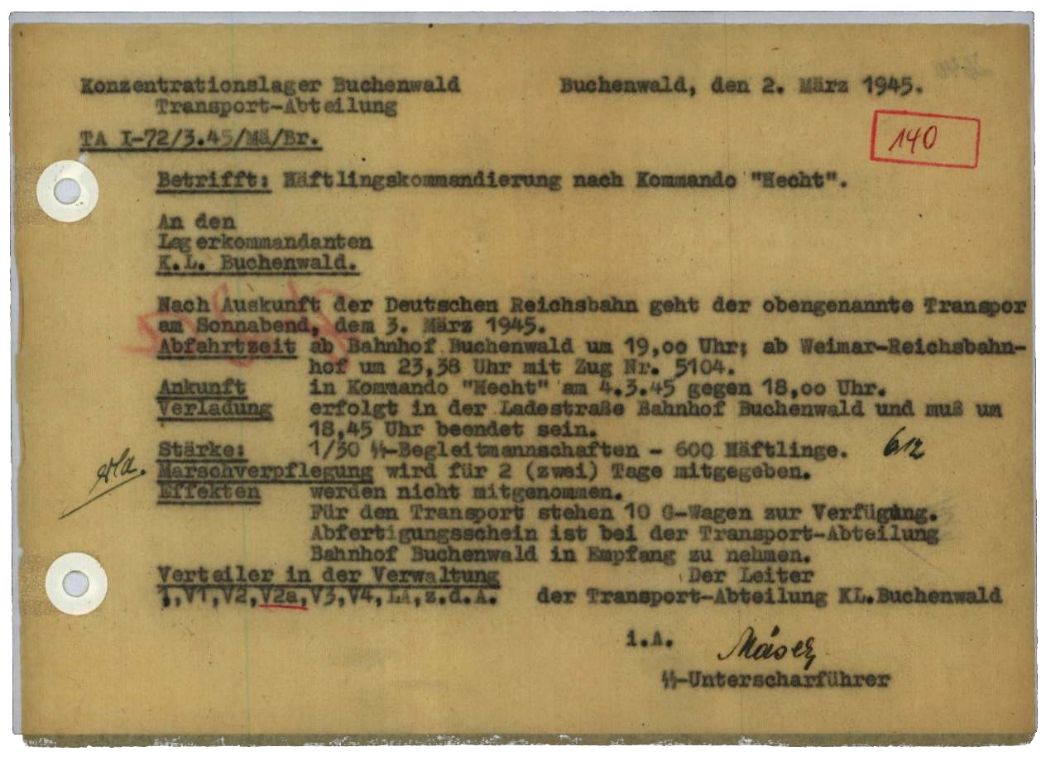 Konzentrationslager Buchenwald Buchenwald, den 2. März 1945.
Transport-Abteilung
TA I-72/3.45/Mä/Br.
140
Betrifft: Häftlingskommandierung nach Kommando "Hecht".
An den
Lagerkommandanten
K.L. Buchenwald.
Nach Auskunft der Deutschen Reichsbahn geht der obengenannte Transpor
am Sonnabend, dem 3. März 1945.
Abfahrtzeit ab Bahnhof Buchenwald um 19,oo Uhr; ab Weimar-Reichsbahn-
hof um 23,38 Uhr mit Zug Nr. 5104.
Ankunft in Kommando "Hecht" am 4.3.45 gegen 18,oo Uhr.
Verladung erfolgt in der Ladestraße Bahnhof Buchenwald und muß um
18,45 Uhr beendet sein.
Stärke: 1/30 SS-Begleitmannschaften - 600 Häftlinge. 612
Marschverpflegung wird für 2 (zwei) Tage mitgegeben.
Effekten werden nicht mitgenommen.
Für den Transport stehen 10 G-Wagen zur Verfügung.
Abfertigungsschein ist bei der Transport-Abteilung
Bahnhof Buchenwald in Empfang zu nehmen.
Verteiler in der Verwaltung Der Leiter
1,V1,V2,V2a,V3,V4,LA,z.d.A. der Transport-Abteilung KL.Buchenwald
i.A.
SS-Unterscharführer